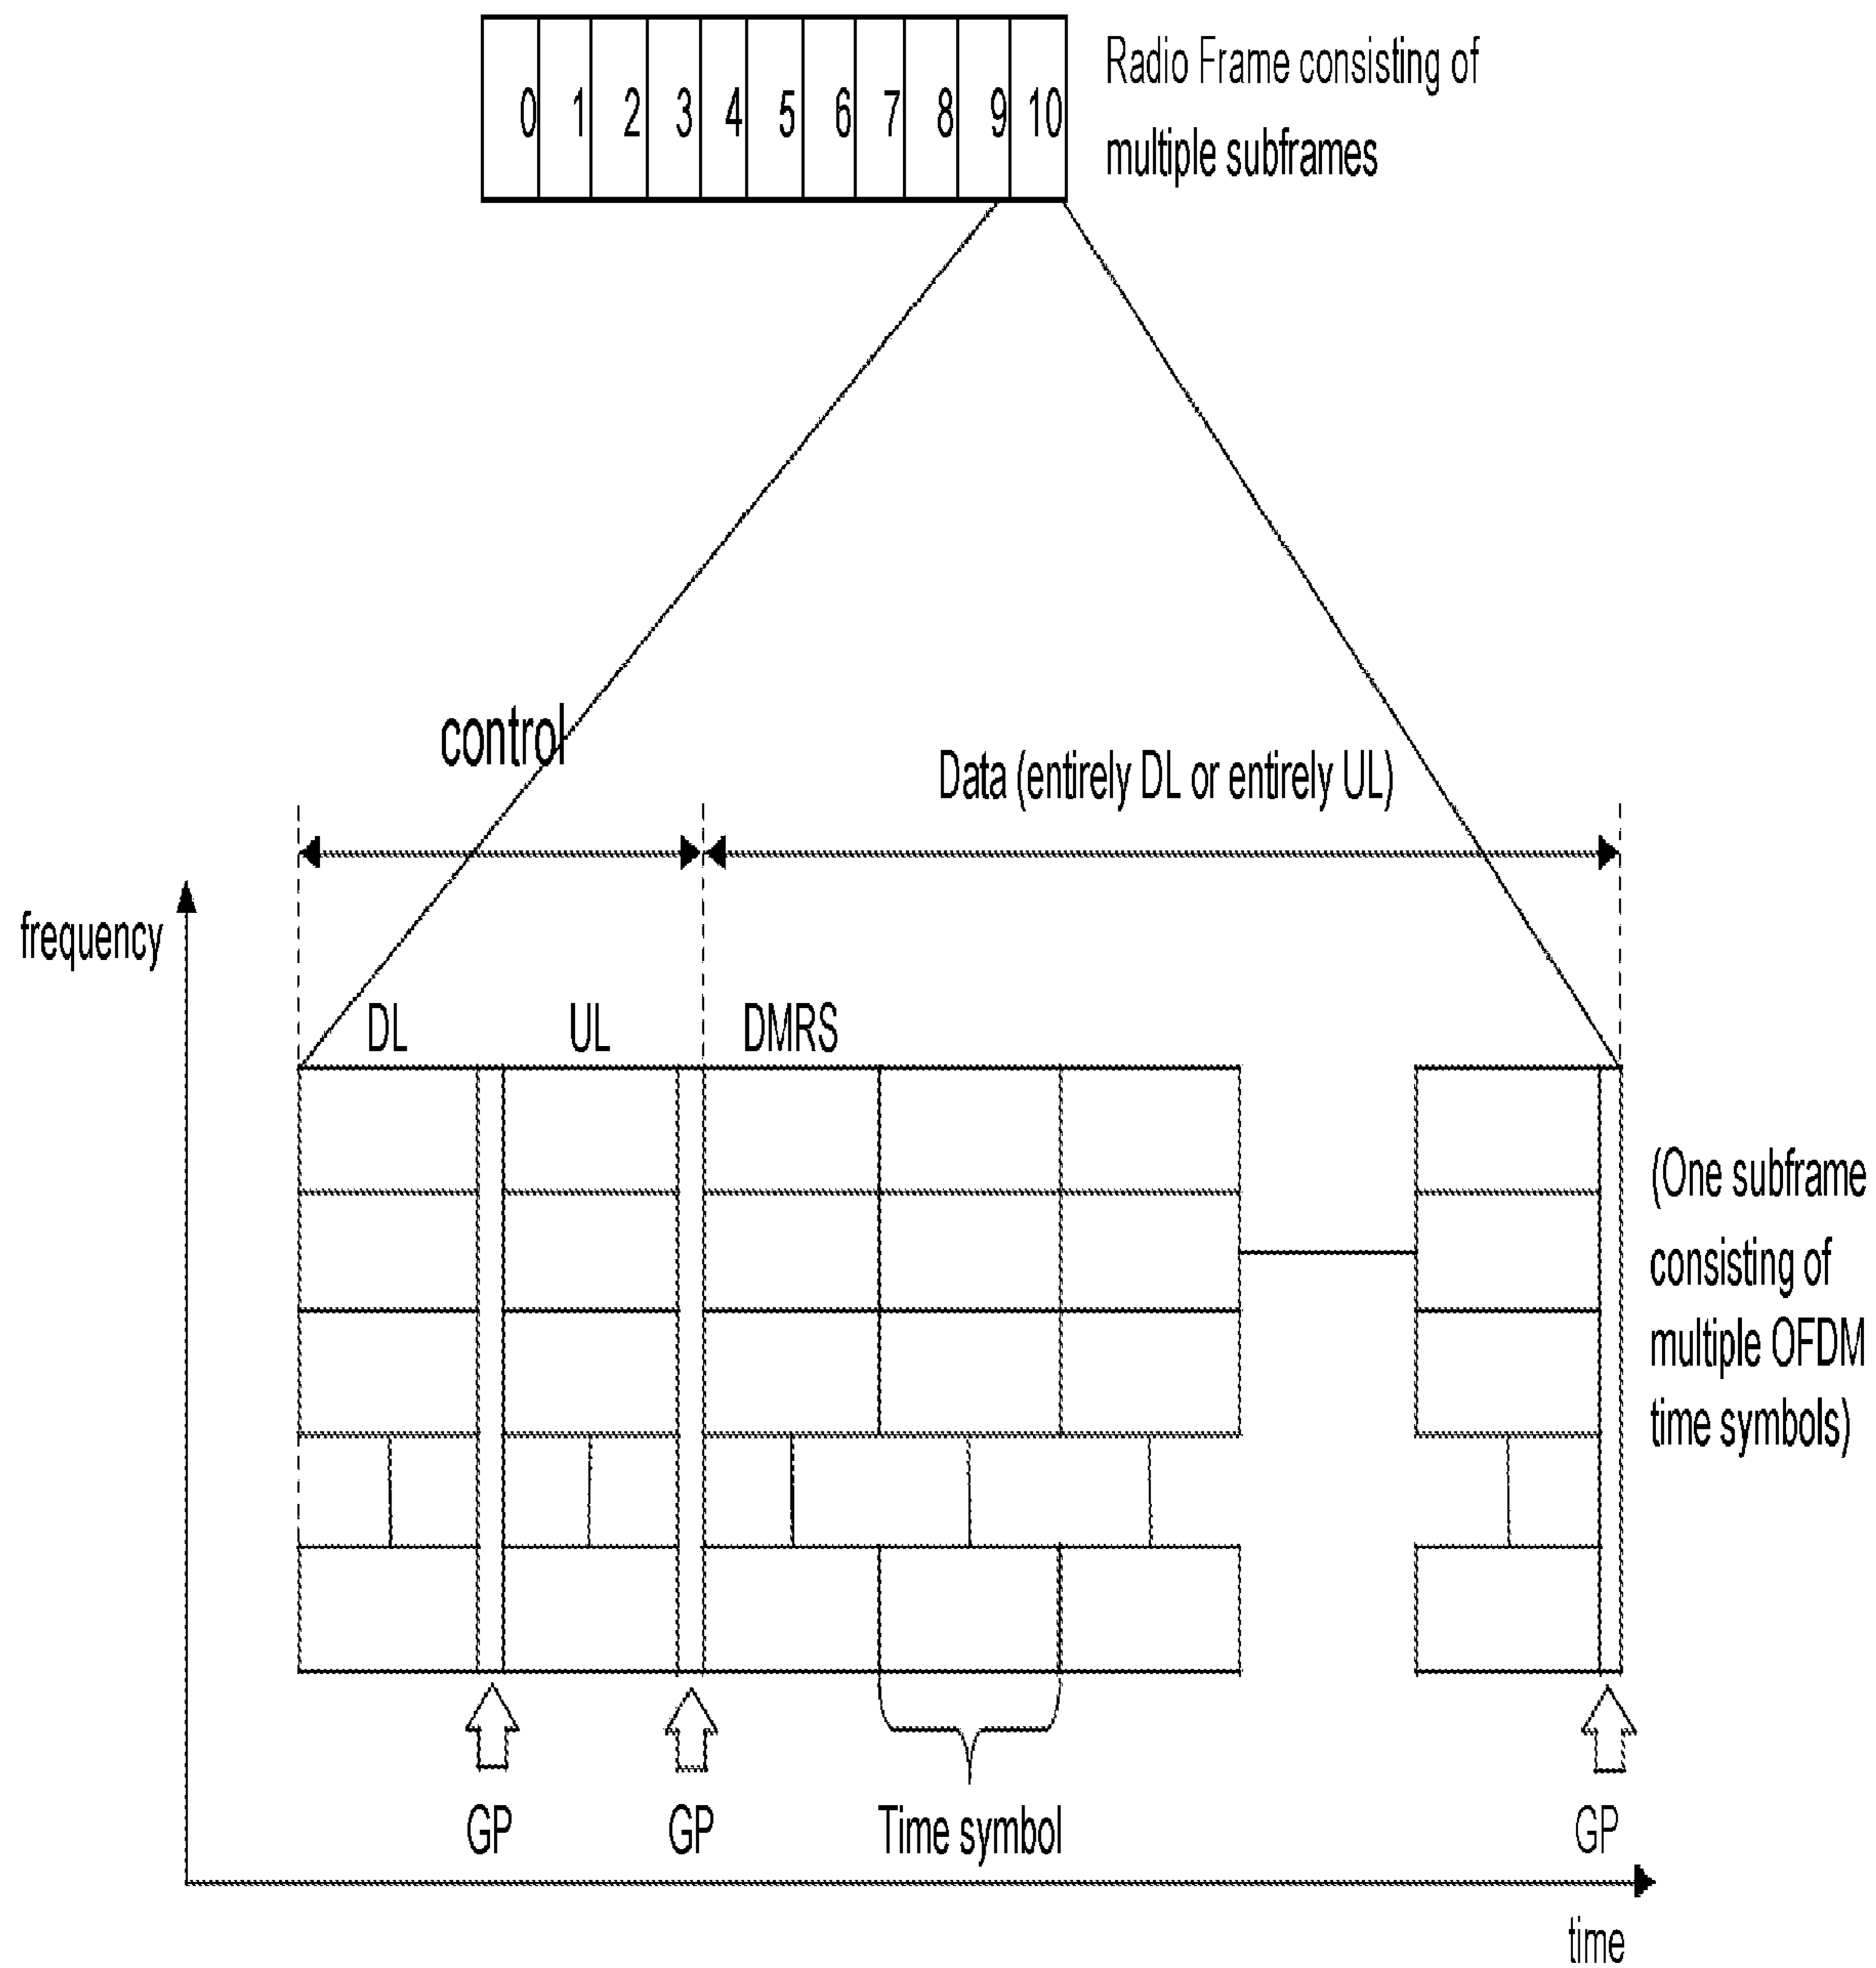 0 1 2 3 4 5 6 7 8 9 10
Radio Frame consisting of
multiple subframes
control
Data (entirely DL or entirely UL)
frequency
DL UL DMRS
(One subframe
consisting of
multiple OFDM
time symbols)
GP GP Time symbol GP
time